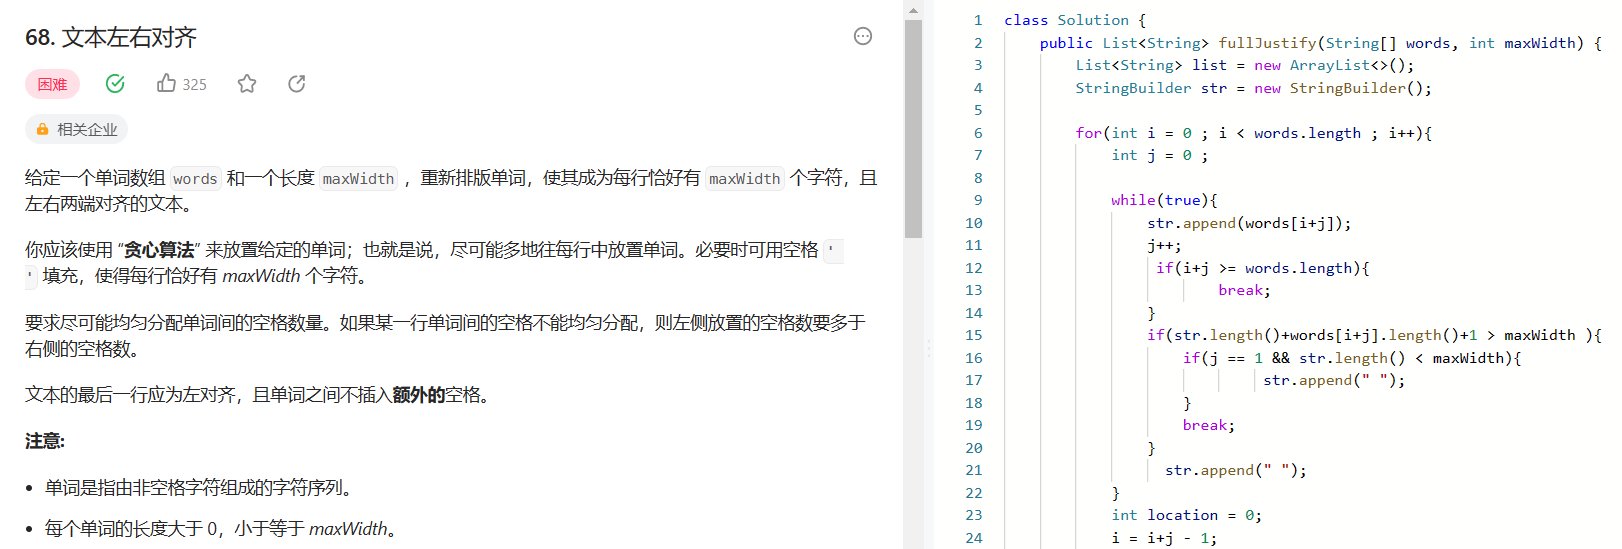 68. 文本左右对齐
困难
325
相关企业
给定一个单词数组 words 和一个长度 maxWidth ，重新排版单词，使其成为每行恰好有 maxWidth 个字符，且
左右两端对齐的文本。
你应该使用 “贪心算法” 来放置给定的单词；也就是说，尽可能多地往每行中放置单词。必要时可用空格 '
' 填充，使得每行恰好有 maxWidth 个字符。
要求尽可能均匀分配单词间的空格数量。如果某一行单词间的空格不能均匀分配，则左侧放置的空格数要多于
右侧的空格数。
文本的最后一行应为左对齐，且单词之间不插入额外的空格。
注意:
• 单词是指由非空格字符组成的字符序列。
• 每个单词的长度大于 0，小于等于 maxWidth。
1 class Solution {
2 public List<String> fullJustify(String[] words, int maxWidth) {
3 List<String> list = new ArrayList<>();
4 StringBuilder str = new StringBuilder();
5
6 for(int i = 0 ; i < words.length ; i++){
7 int j = 0 ;
8
9 while(true){
10 str.append(words[i+j]);
11 j++;
12 if(i+j >= words.length){
13 break;
14 }
15 if(str.length()+words[i+j].length()+1 > maxWidth ){
16 if(j == 1 && str.length() < maxWidth){
17 str.append(" ");
18 }
19 break;
20 }
21 str.append(" ");
22 }
23 int location = 0;
24 i = i+j - 1;